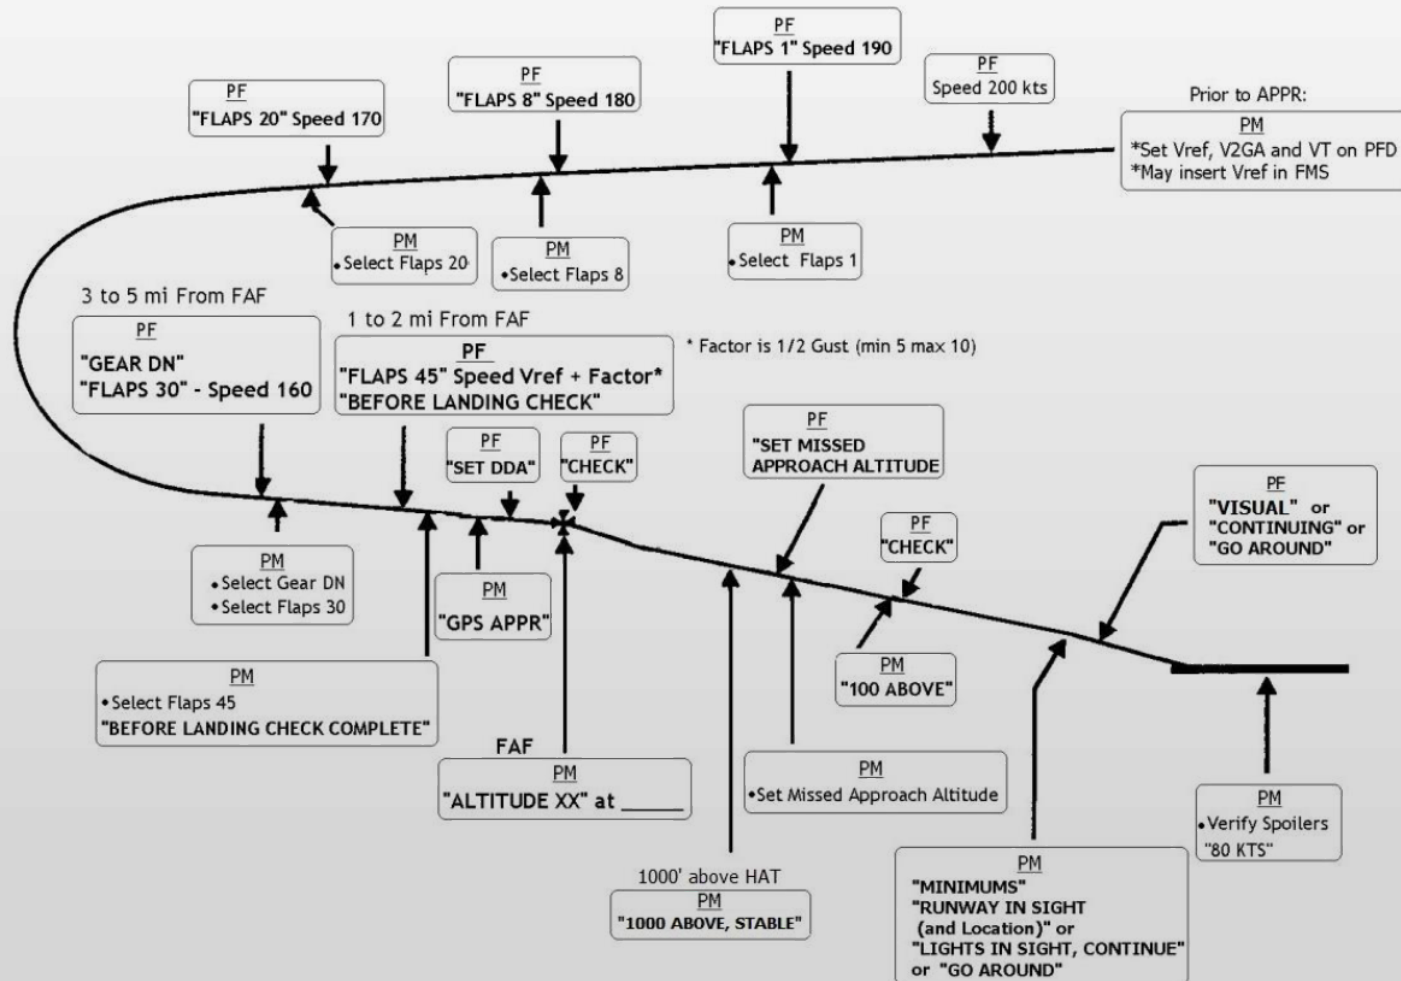 PF
"FLAPS 1" Speed 190
PF
Speed 200 kts
Prior to APPR:
PM
*Set Vref, V2GA and VT on PFD
*May insert Vref in FMS
PF
"FLAPS 8" Speed 180
PF
"FLAPS 20" Speed 170
PM
•Select Flaps 20
PM
•Select Flaps 8
PM
•Select Flaps 1
3 to 5 mi From FAF
PF
"GEAR DN"
"FLAPS 30" - Speed 160
1 to 2 mi From FAF
PF
"FLAPS 45" Speed Vref + Factor*
"BEFORE LANDING CHECK"
* Factor is 1/2 Gust (min 5 max 10)
PF
"SET DDA"
PF
"CHECK"
PF
"SET MISSED
APPROACH ALTITUDE
PF
"CHECK"
PF
"VISUAL" or
"CONTINUING" or
"GO AROUND"
PM
•Select Gear DN
•Select Flaps 30
PM
"GPS APPR"
PM
•Select Flaps 45
"BEFORE LANDING CHECK COMPLETE"
FAF
PM
"ALTITUDE XX" at ______
1000' above HAT
PM
"1000 ABOVE, STABLE"
PM
•Set Missed Approach Altitude
PM
"100 ABOVE"
PM
"MINIMUMS"
"RUNWAY IN SIGHT
(and Location)" or
"LIGHTS IN SIGHT, CONTINUE"
or "GO AROUND"
PM
•Verify Spoilers
"80 KTS"